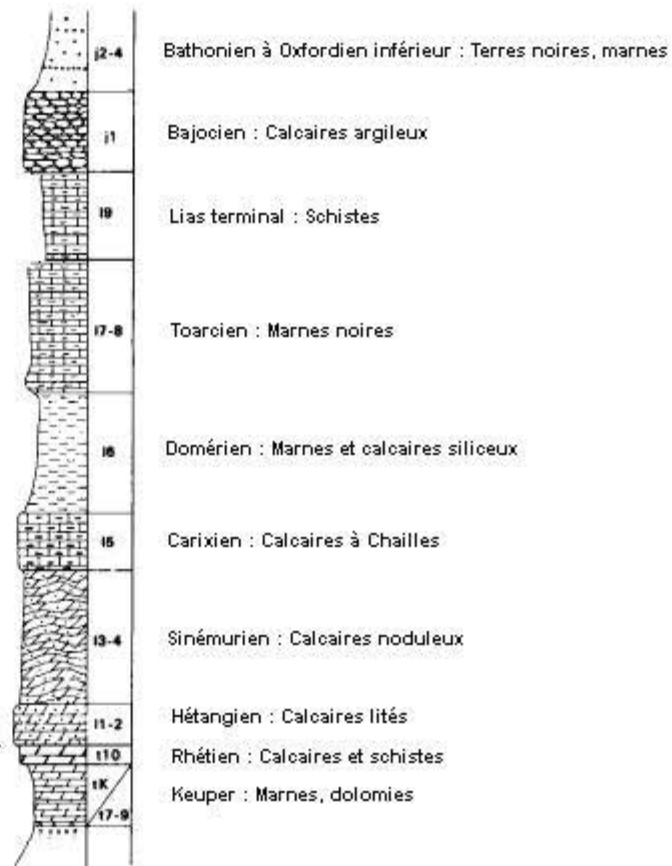 j2-4 Bathonien à Oxfordien inférieur : Terres noires, marnes
j1 Bajocien : Calcaires argileux
l9 Lias terminal : Schistes
l7-8 Toarcien : Marnes noires
l6 Domérien : Marnes et calcaires siliceux
l5 Carixien : Calcaires à Chailles
l3-4 Sinémurien : Calcaires noduleux
l1-2 Hétangien : Calcaires lités
t10 Rhétien : Calcaires et schistes
tK
Keuper : Marnes, dolomies
t7-9